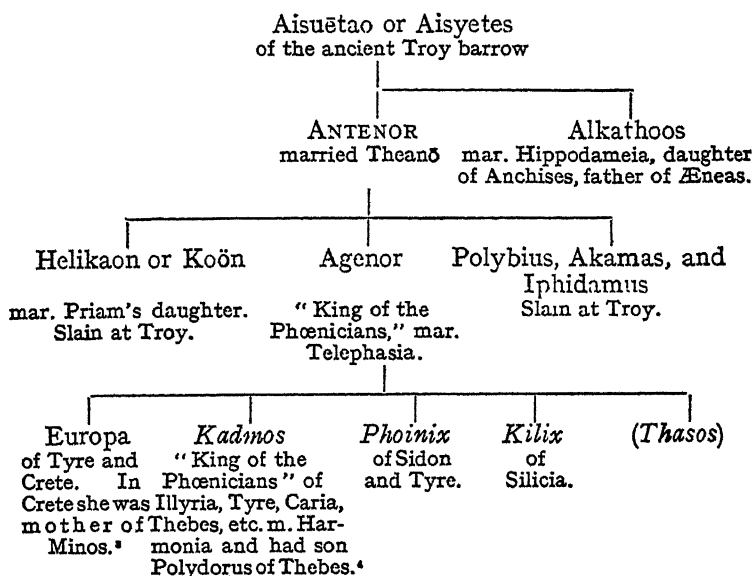 Aisuētao or Aisyetes
of the ancient Troy barrow
ANTENOR
married Theanō
Alkathoos
mar. Hippodameia, daughter
of Anchises, father of Æneas.
Helikaon or Koön
mar. Priam's daughter.
Slain at Troy.
Agenor
"King of the
Phœnicians," mar.
Telephasia.
Polybius, Akamas, and
Iphidamus
Slain at Troy.
Europa
of Tyre and
Crete. In
Crete she was
mother of
Minos.³
Kadmos
"King of the
Phœnicians" of
Illyria, Tyre, Caria,
Thebes, etc. m. Har-
monia and had son
Polydorus of Thebes.⁴
Phoinix
of Sidon
and Tyre.
Kilix
of
Silicia.
(Thasos)